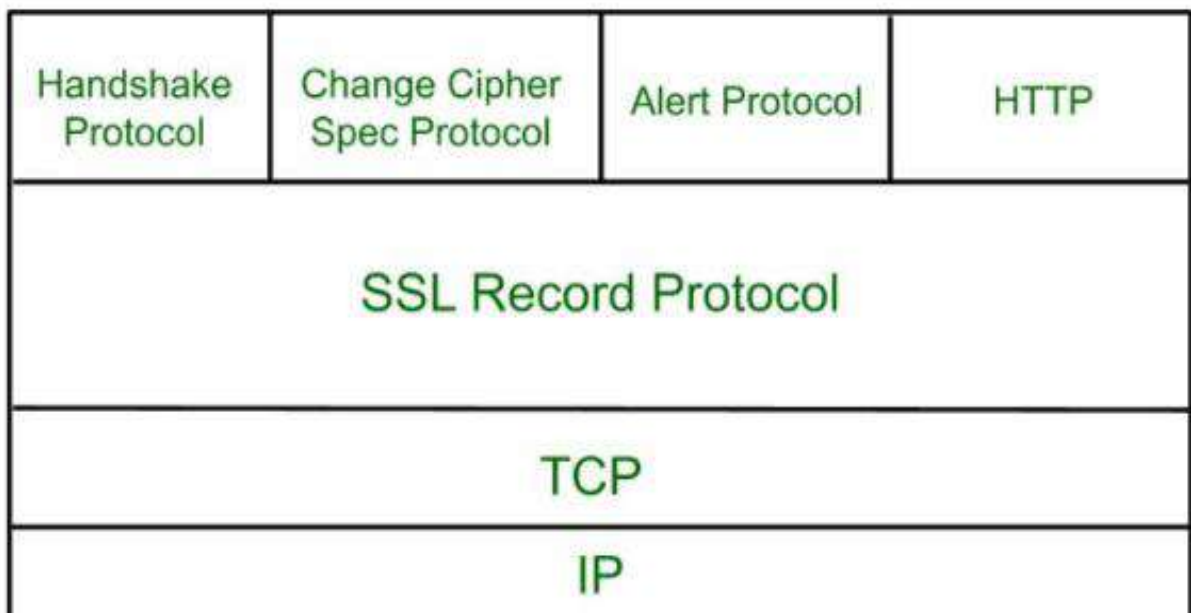 Handshake
Protocol
Change Cipher
Spec Protocol
Alert Protocol
HTTP
SSL Record Protocol
TCP
IP